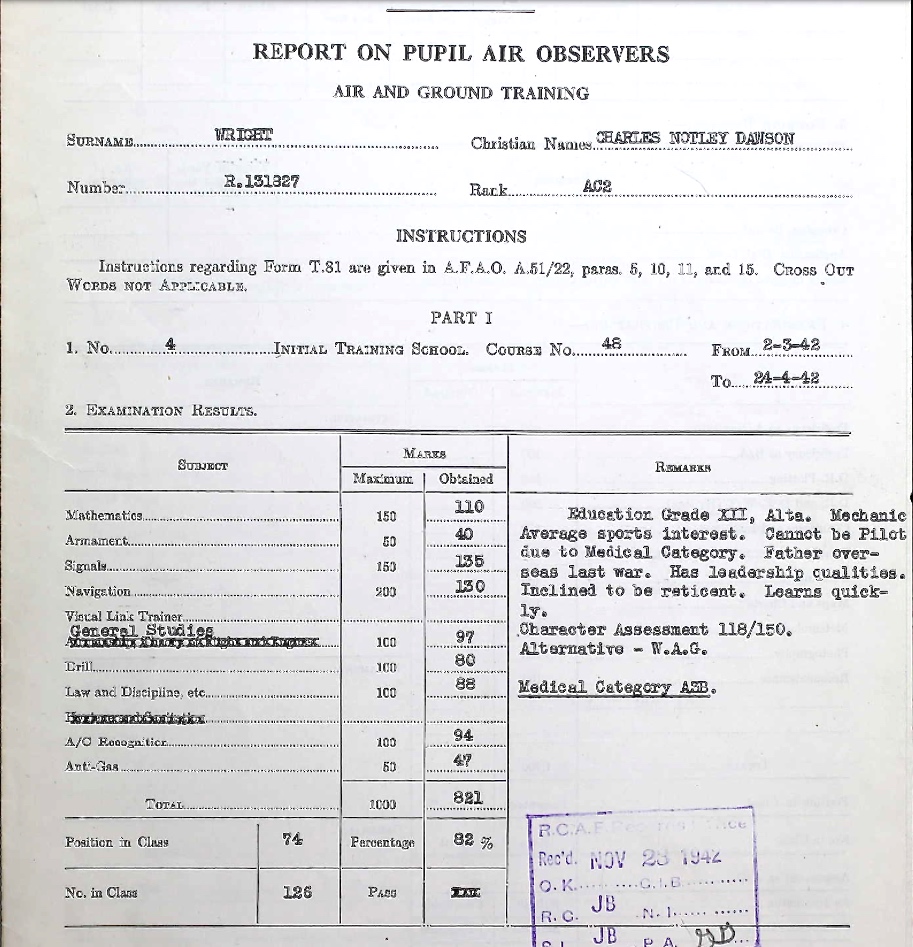 REPORT ON PUPIL AIR OBSERVERS
AIR AND GROUND TRAINING
SURNAME WRIGHT Christian Names CHARLES NOTLEY DAWSON
Number R.131327 Rank AC2
INSTRUCTIONS
Instructions regarding Form T.81 are given in A.F.A.O. A.51/22, paras. 5, 10, 11, and 15. CROSS OUT
WORDS NOT APPLICABLE.
PART I
1. No. 4 INITIAL TRAINING SCHOOL. COURSE No. 48 FROM 2-3-42
To 24-4-42
2. EXAMINATION RESULTS.
SUBJECT MARKS REMARKS
Maximum Obtained
Mathematics 150 110
Armament 50 40
Signals 150 135
Navigation 200 130
Visual Link Trainer
General Studies 100 97
Drill 100 80
Law and Discipline, etc. 100 88
A/C Recognition 100 94
Anti-Gas 50 47
TOTAL 1000 821
Position in Class 74 Percentage 82 %
No. in Class 126 PASS
Education Grade XII, Alta. Mechanic
Average sports interest. Cannot be Pilot
due to Medical Category. Father over-
seas last war. Has leadership qualities.
Inclined to be reticent. Learns quick-
ly.
Character Assessment 118/150.
Alternative - W.A.G.
Medical Category A3B.
R.C.A.F.
Rec'd. NOV 28 1942
O.K. C.I.B.
R.C. JB N.I.
JB P.A.